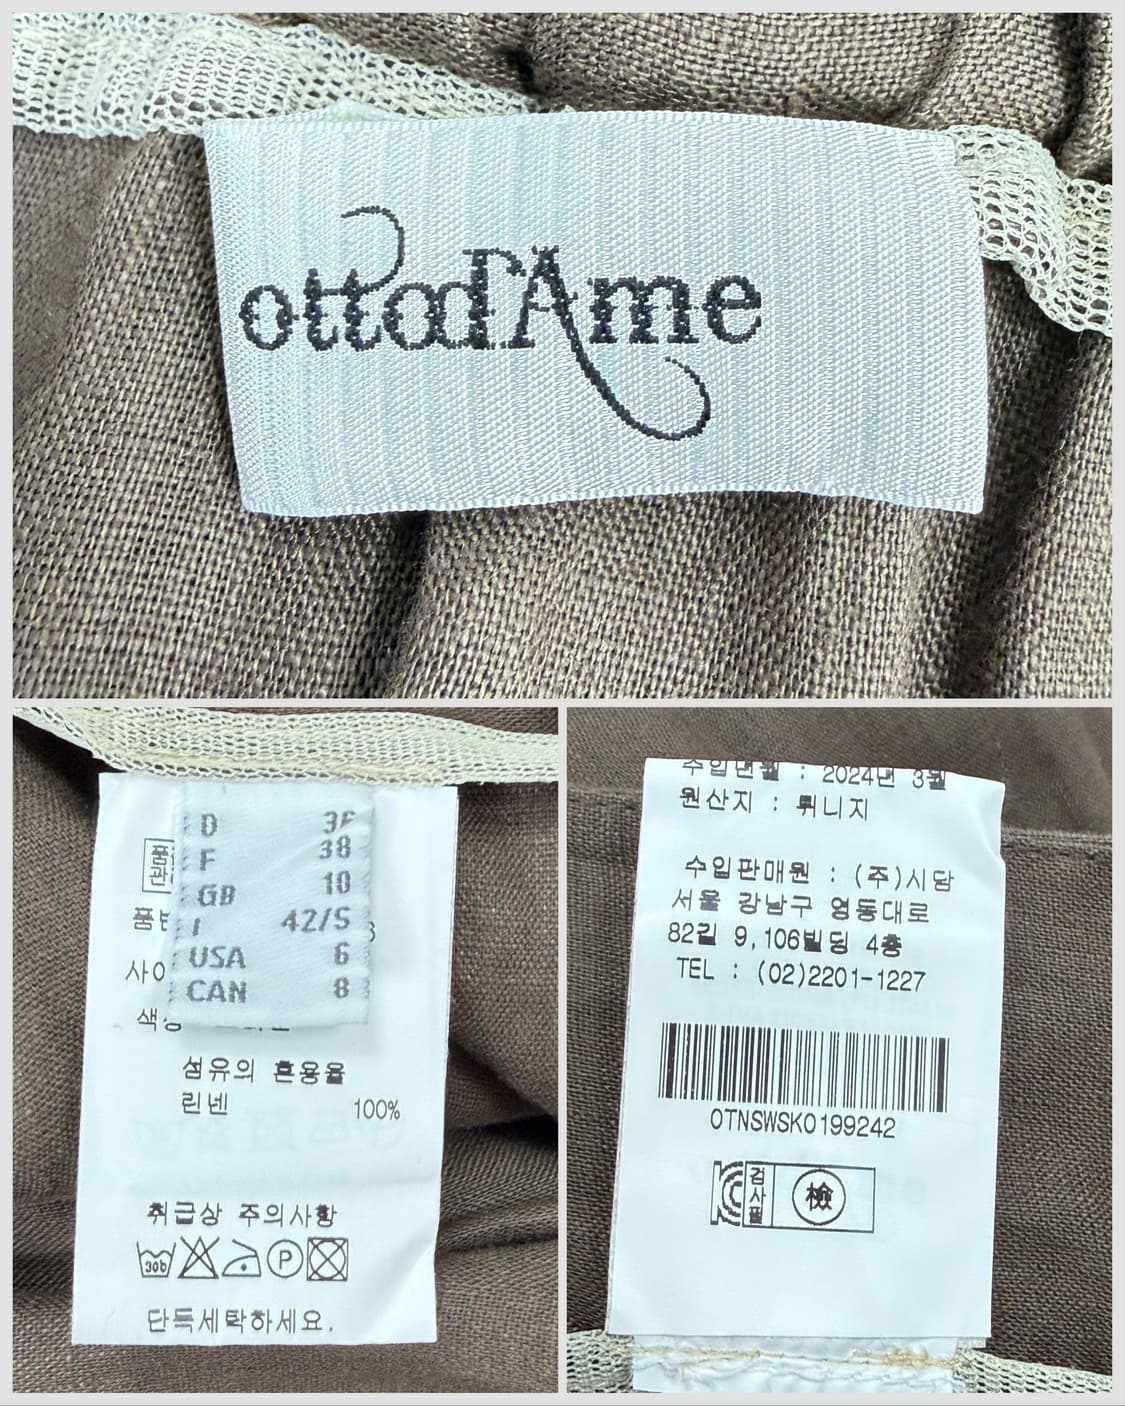 ottod'Ame
D 36
F 38
GB 10
I 42/S
USA 6
CAN 8
섬유의 혼용율
린넨 100%
취급상 주의사항
P
단독세탁하세요.
수입년월 : 2024년 3월
원산지 : 튀니지
수입판매원 : (주)시담
서울 강남구 영동대로
82길 9,106빌딩 4층
TEL : (02)2201-1227
OTNSWSK0199242
검사필 檢